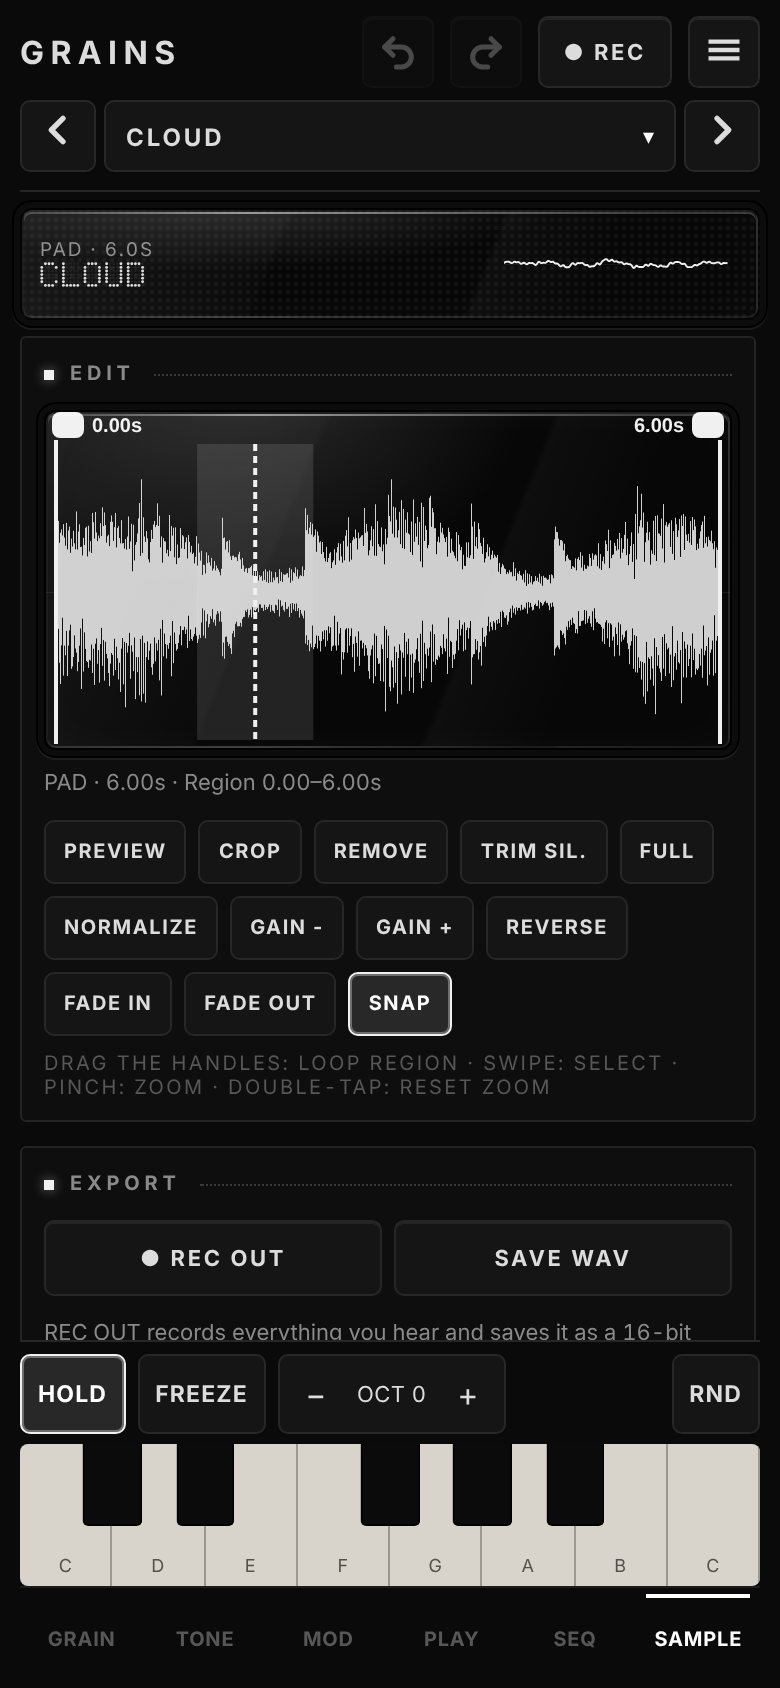 GRAINS
REC
CLOUD
PAD · 6.0S
CLOUD
EDIT
0.00s 6.00s
PAD · 6.00s · Region 0.00–6.00s
PREVIEW CROP REMOVE TRIM SIL. FULL
NORMALIZE GAIN - GAIN + REVERSE
FADE IN FADE OUT SNAP
DRAG THE HANDLES: LOOP REGION · SWIPE: SELECT ·
PINCH: ZOOM · DOUBLE-TAP: RESET ZOOM
EXPORT
REC OUT SAVE WAV
REC OUT records everything you hear and saves it as a 16-bit
HOLD FREEZE − OCT 0 + RND
C D E F G A B C
GRAIN TONE MOD PLAY SEQ SAMPLE